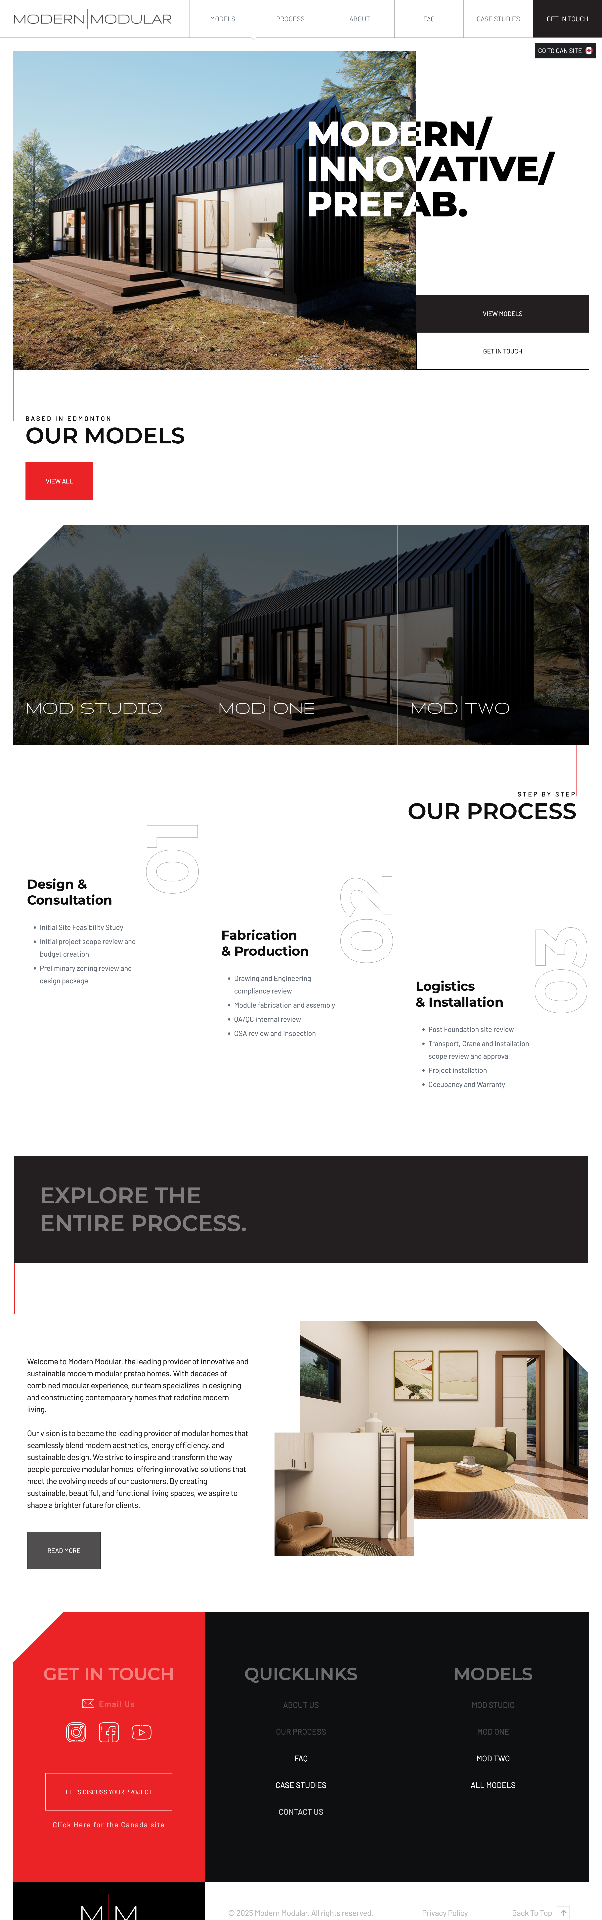 MODERN|MODULAR
MODELS
PROCESS
ABOUT
FAQ
CASE STUDIES
GET IN TOUCH
GO TO CAN SITE
MODERN/
INNOVATIVE/
PREFAB.
VIEW MODELS
GET IN TOUCH
BASED IN EDMONTON
OUR MODELS
VIEW ALL
MOD|STUDIO
MOD|ONE
MOD|TWO
STEP BY STEP
OUR PROCESS
01
Design &
Consultation
Initial Site Feasibility Study
Initial project scope review and
budget creation
Preliminary zoning review and
design package
02
Fabrication
& Production
Drawing and Engineering
compliance review
Module fabrication and assembly
QA/QC internal review
CSA review and Inspection
03
Logistics
& Installation
Post Foundation site review
Transport, Crane and Installation
scope review and approval
Project installation
Occupancy and Warranty
EXPLORE THE
ENTIRE PROCESS.
Welcome to Modern Modular, the leading provider of innovative and
sustainable modern modular prefab homes. With decades of
combined modular experience, our team specializes in designing
and constructing contemporary homes that redefine modern
living.
Our vision is to become the leading provider of modular homes that
seamlessly blend modern aesthetics, energy efficiency, and
sustainable design. We strive to inspire and transform the way
people perceive modular homes, offering innovative solutions that
meet the evolving needs of our customers. By creating
sustainable, beautiful, and functional living spaces, we aspire to
shape a brighter future for clients.
READ MORE
GET IN TOUCH
Email Us
LET'S DISCUSS YOUR PROJECT
Click Here for the Canada site
QUICKLINKS
ABOUT US
OUR PROCESS
FAQ
CASE STUDIES
CONTACT US
MODELS
MOD STUDIO
MOD ONE
MOD TWO
ALL MODELS
M|M
© 2025 Modern Modular. All rights reserved.
Privacy Policy
Back To Top